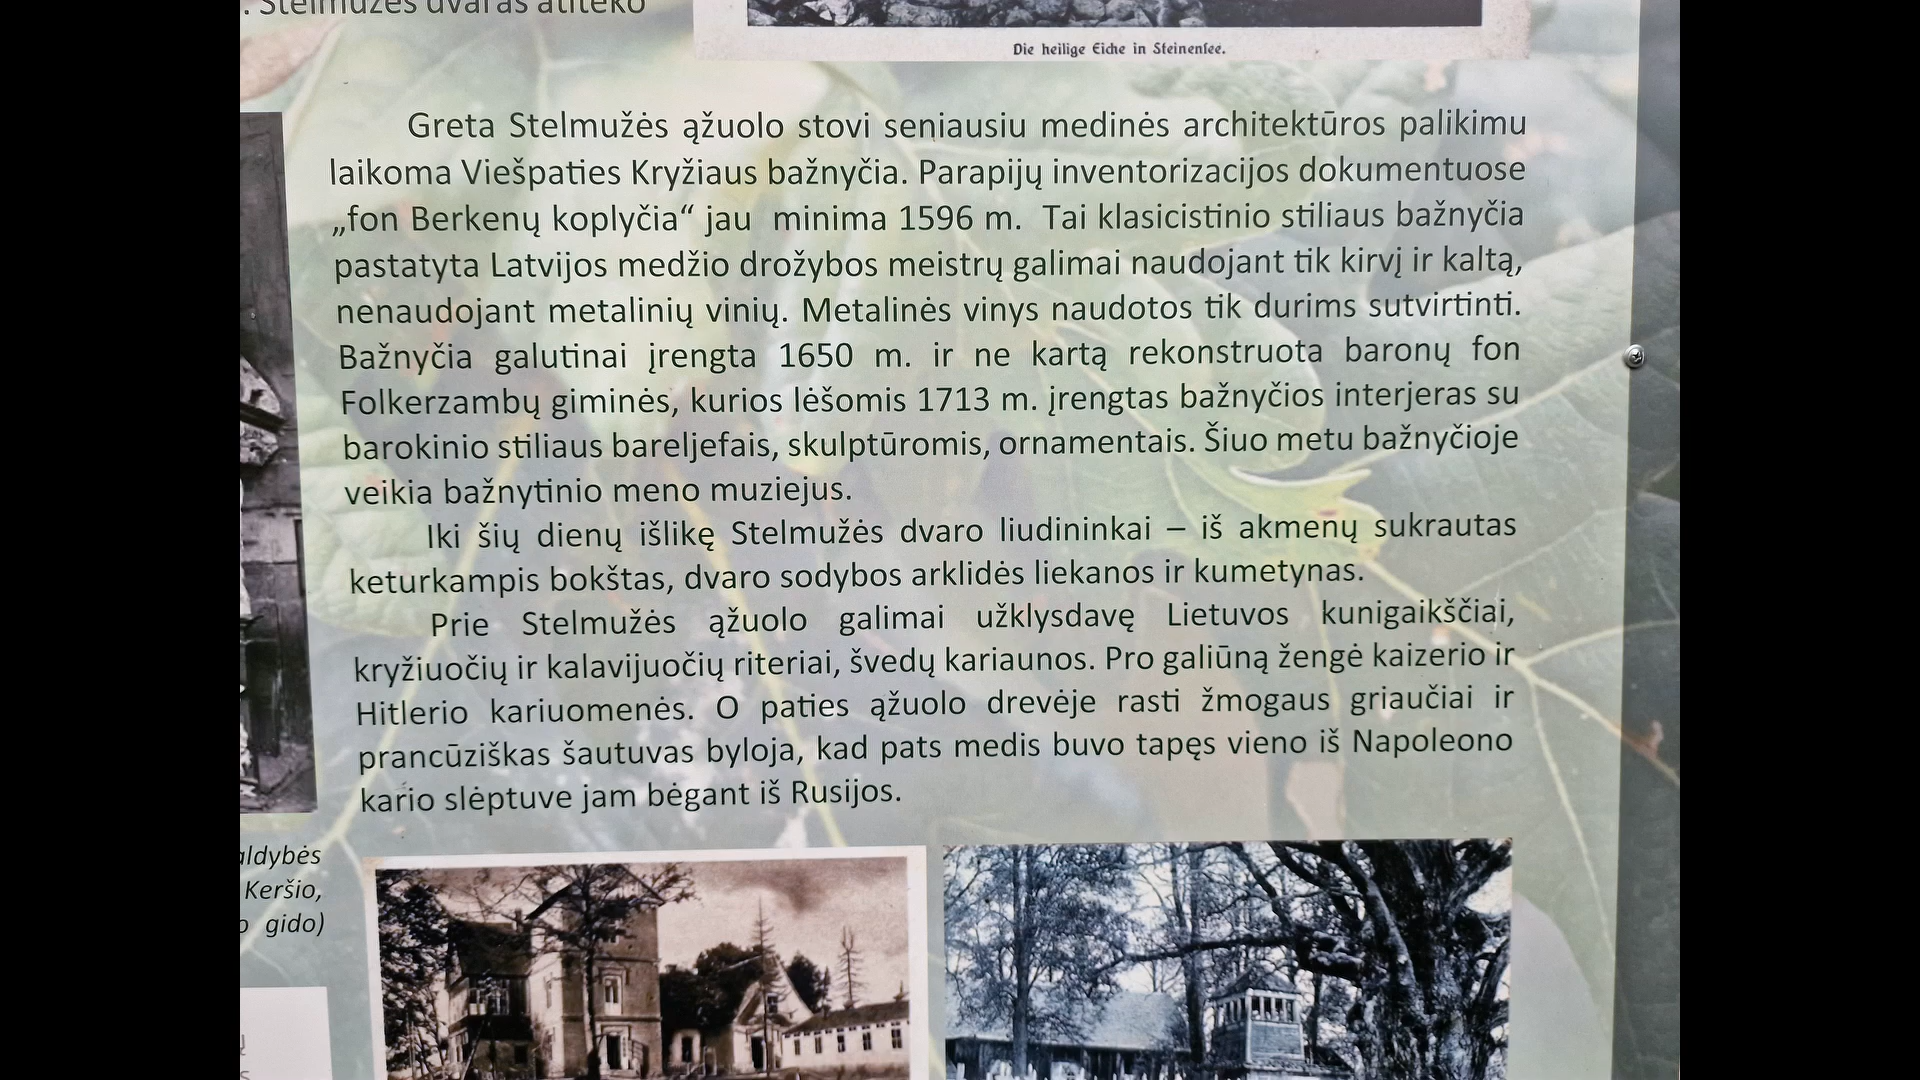 . Stelmužės dvaras atiteko
Die heilige Eiche in Steinensee.
Greta Stelmužės ąžuolo stovi seniausiu medinės architektūros palikimu
laikoma Viešpaties Kryžiaus bažnyčia. Parapijų inventorizacijos dokumentuose
„fon Berkenų koplyčia“ jau minima 1596 m. Tai klasicistinio stiliaus bažnyčia
pastatyta Latvijos medžio drožybos meistrų galimai naudojant tik kirvį ir kaltą,
nenaudojant metalinių vinių. Metalinės vinys naudotos tik durims sutvirtinti.
Bažnyčia galutinai įrengta 1650 m. ir ne kartą rekonstruota baronų fon
Folkerzambų giminės, kurios lėšomis 1713 m. įrengtas bažnyčios interjeras su
barokinio stiliaus bareljefais, skulptūromis, ornamentais. Šiuo metu bažnyčioje
veikia bažnytinio meno muziejus.
Iki šių dienų išlikę Stelmužės dvaro liudininkai – iš akmenų sukrautas
keturkampis bokštas, dvaro sodybos arklidės liekanos ir kumetynas.
Prie Stelmužės ąžuolo galimai užklysdavę Lietuvos kunigaikščiai,
kryžiuočių ir kalavijuočių riteriai, švedų kariaunos. Pro galiūną žengė kaizerio ir
Hitlerio kariuomenės. O paties ąžuolo drevėje rasti žmogaus griaučiai ir
prancūziškas šautuvas byloja, kad pats medis buvo tapęs vieno iš Napoleono
kario slėptuve jam bėgant iš Rusijos.
aldybės
Keršio,
gido)